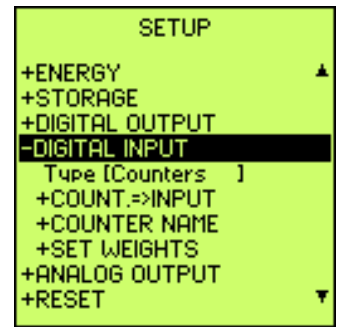 SETUP
+ENERGY
+STORAGE
+DIGITAL OUTPUT
-DIGITAL INPUT
Type [Counters ]
+COUNT.=>INPUT
+COUNTER NAME
+SET WEIGHTS
+ANALOG OUTPUT
+RESET